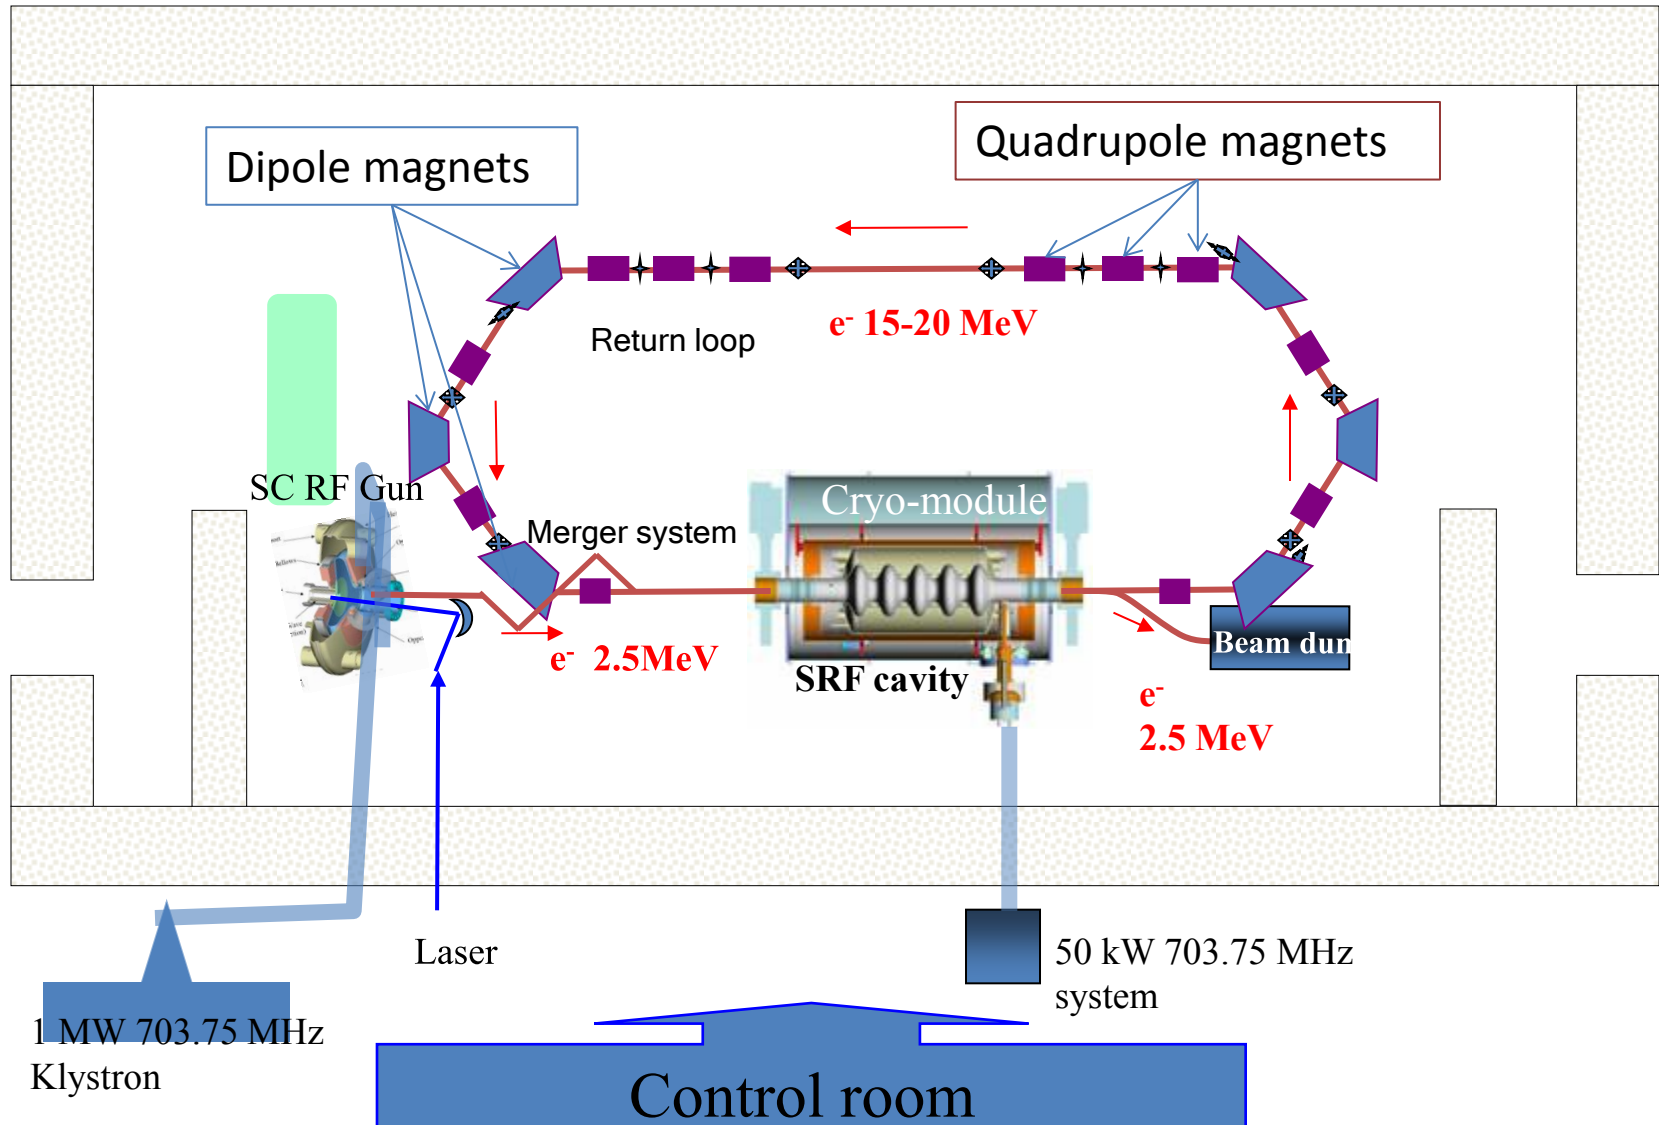 Quadrupole magnets
Dipole magnets
e- 15-20 MeV
Return loop
SC RF Gun
Cryo-module
Merger system
Beam dun
e- 2.5MeV
SRF cavity
e-
2.5 MeV
Laser
50 kW 703.75 MHz
system
1 MW 703.75 MHz
Klystron
Control room